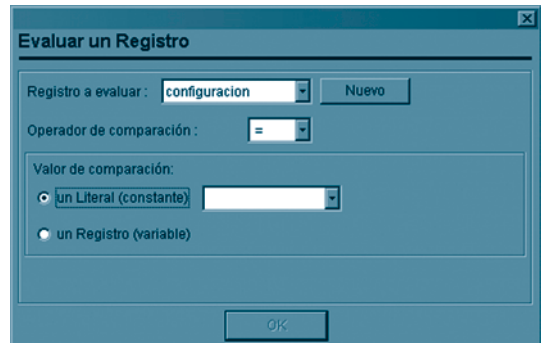 Evaluar un Registro
Registro a evaluar : configuracion Nuevo
Operador de comparación : =
Valor de comparación:
un Literal (constante)
un Registro (variable)
OK